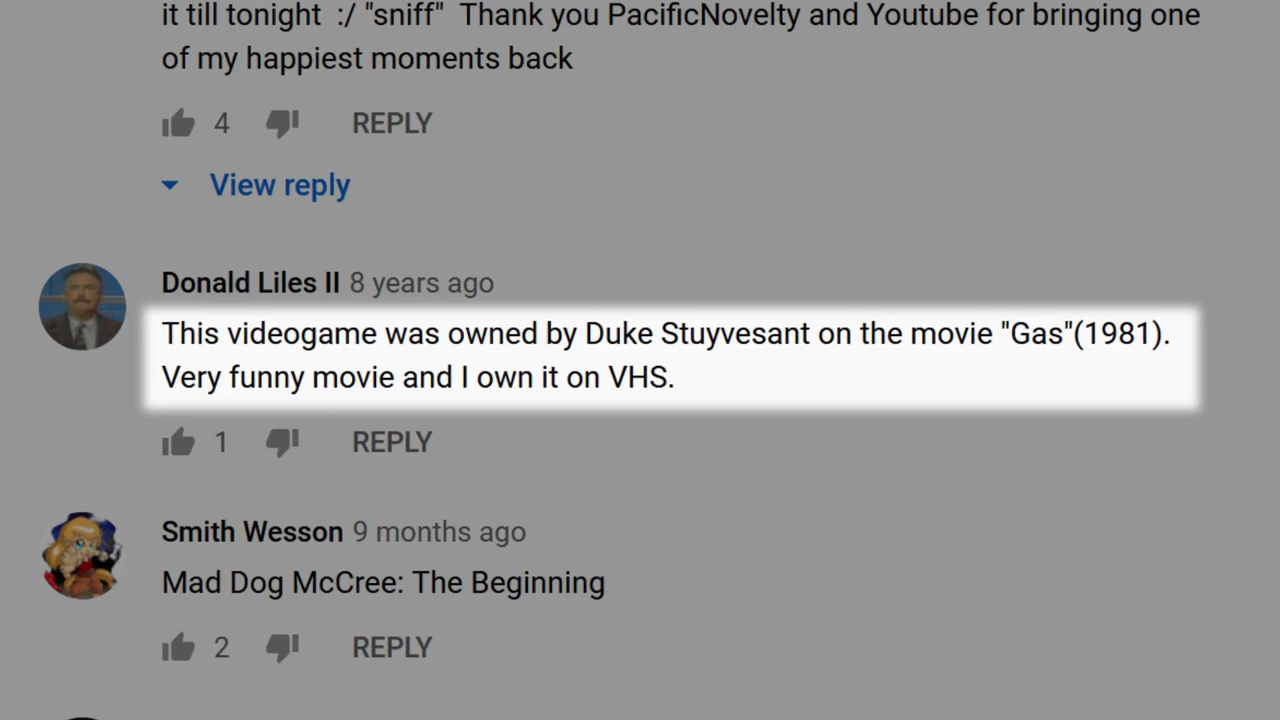 it till tonight  :/ "sniff"  Thank you PacificNovelty and Youtube for bringing one
of my happiest moments back
4 REPLY
View reply
Donald Liles II 8 years ago
This videogame was owned by Duke Stuyvesant on the movie "Gas"(1981).
Very funny movie and I own it on VHS.
1 REPLY
Smith Wesson 9 months ago
Mad Dog McCree: The Beginning
2 REPLY